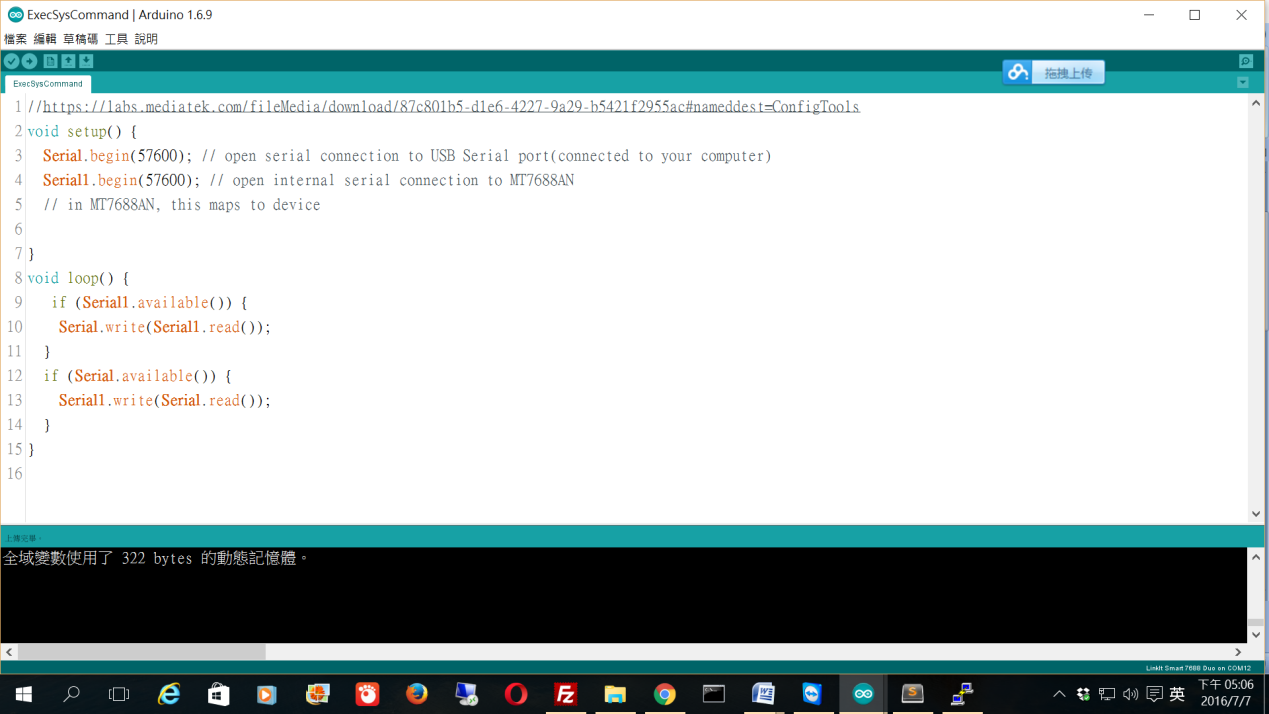 ExecSysCommand | Arduino 1.6.9
檔案 編輯 草稿碼 工具 說明
拖拽上传
ExecSysCommand
1 //https://labs.mediatek.com/fileMedia/download/87c801b5-d1e6-4227-9a29-b5421f2955ac#nameddest=ConfigTools
2 void setup() {
3 Serial.begin(57600); // open serial connection to USB Serial port(connected to your computer)
4 Serial1.begin(57600); // open internal serial connection to MT7688AN
5 // in MT7688AN, this maps to device
6
7 }
8 void loop() {
9 if (Serial1.available()) {
10 Serial.write(Serial1.read());
11 }
12 if (Serial.available()) {
13 Serial1.write(Serial.read());
14 }
15 }
16
上傳完畢。
全域變數使用了 322 bytes 的動態記憶體。
LinkIt Smart 7688 Duo on COM12
英
下午 05:06
2016/7/7